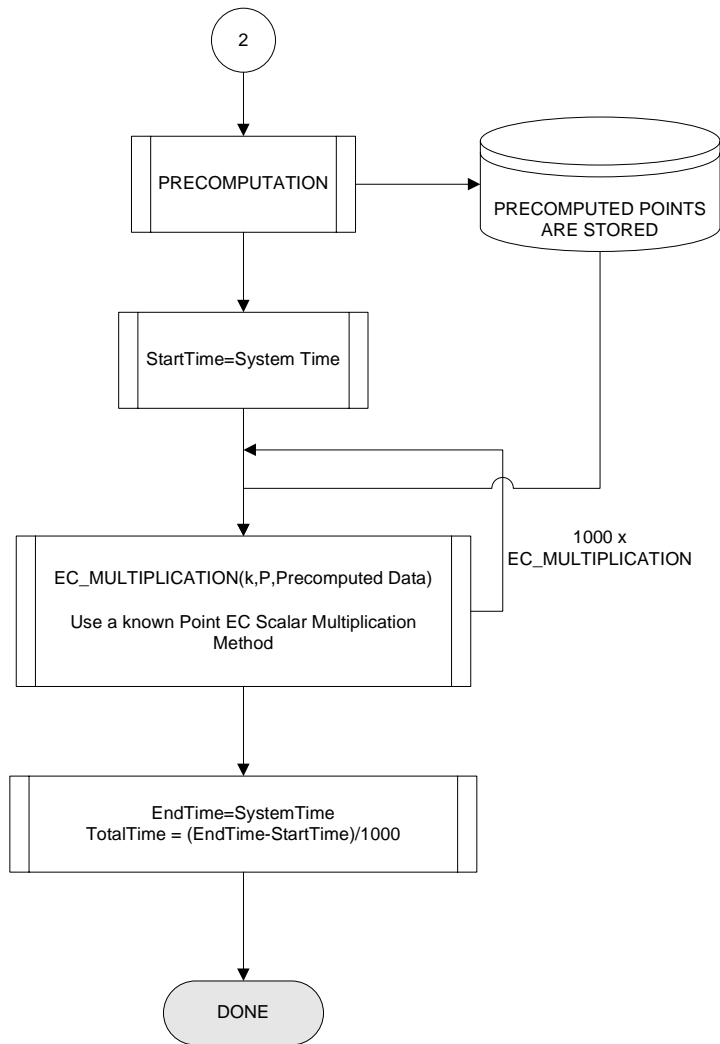 2
PRECOMPUTATION
PRECOMPUTED POINTS
ARE STORED
StartTime=System Time
1000 x
EC_MULTIPLICATION
EC_MULTIPLICATION(k,P,Precomputed Data)
Use a known Point EC Scalar Multiplication
Method
EndTime=SystemTime
TotalTime = (EndTime-StartTime)/1000
DONE